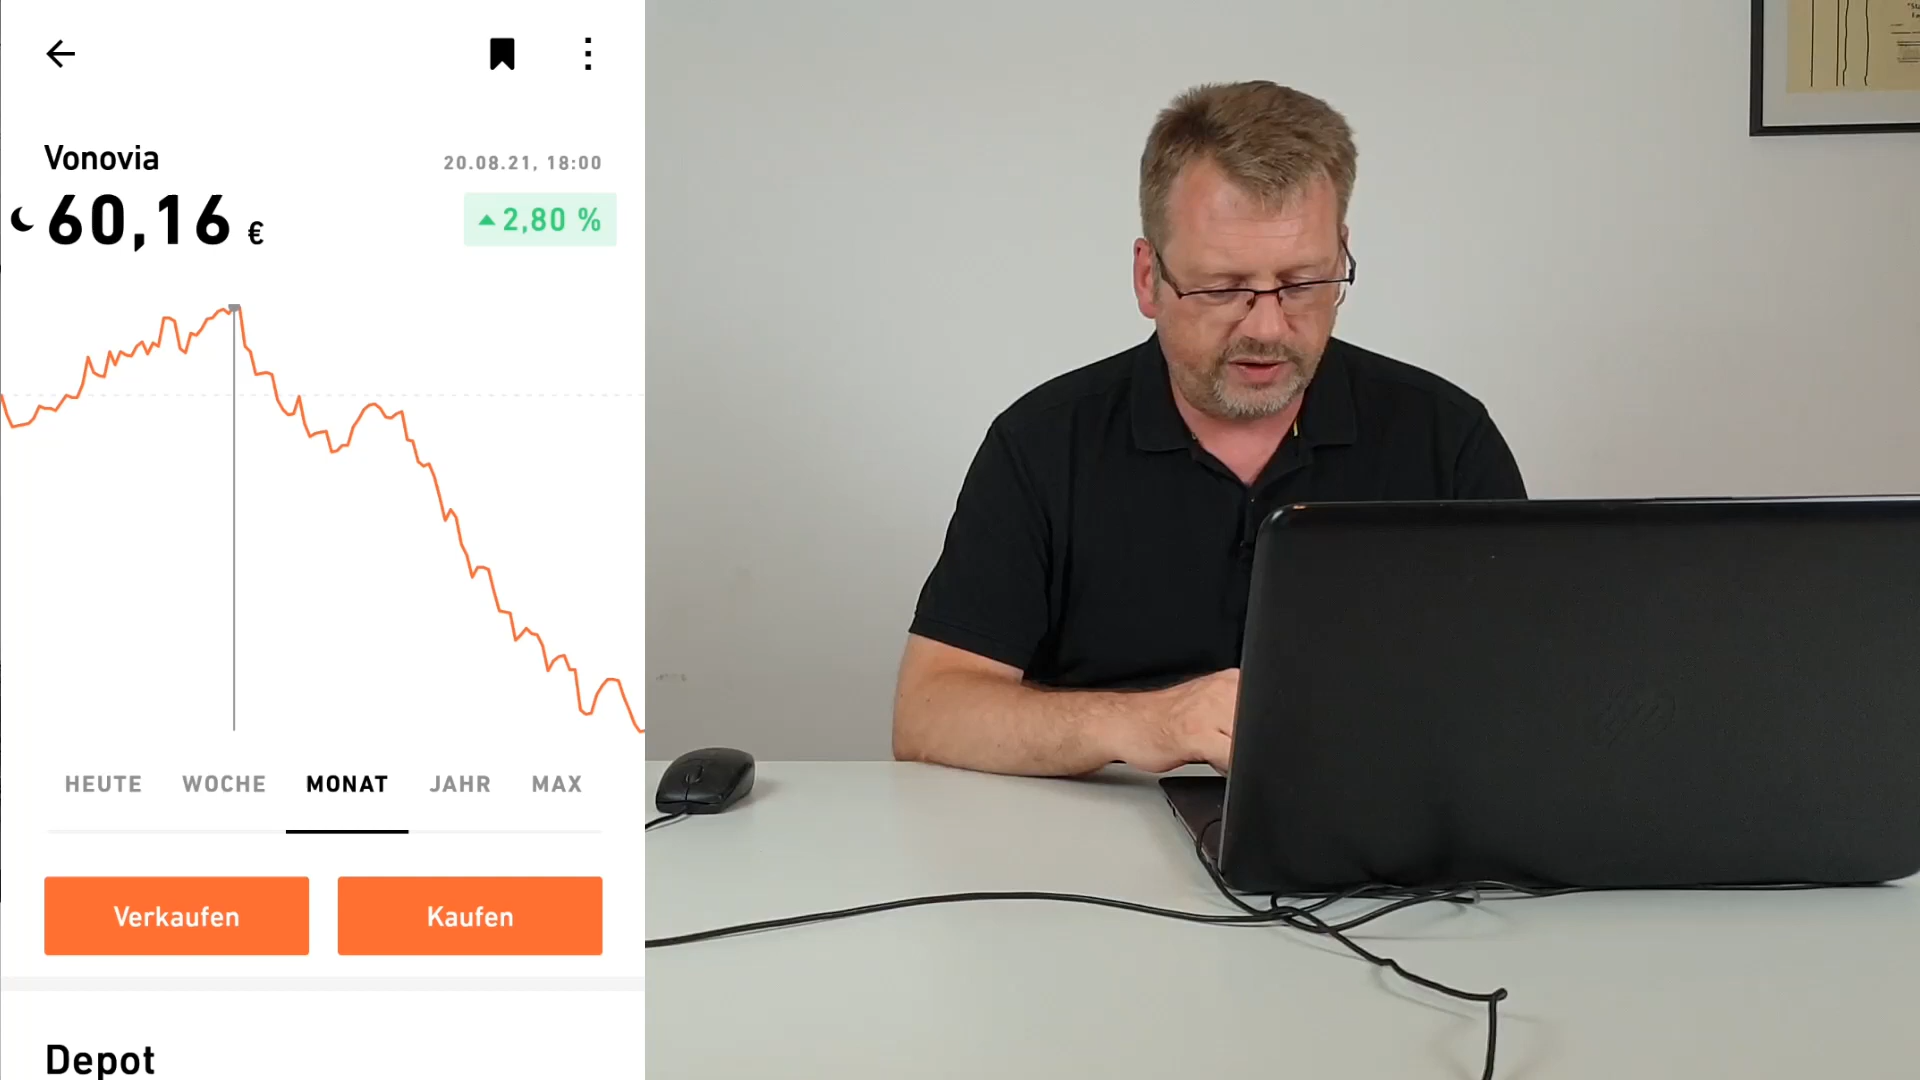 Vonovia
20.08.21, 18:00
60,16 €
2,80 %
HEUTE WOCHE MONAT JAHR MAX
Verkaufen Kaufen
Depot